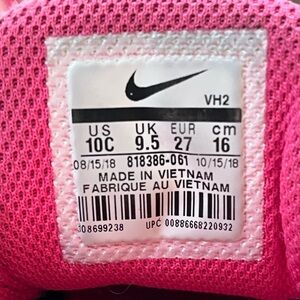 VH2
US UK EUR cm
10C 9.5 27 16
08/15/18 818386-061 10/15/18
MADE IN VIETNAM
FABRIQUE AU VIETNAM
308699238 UPC 00886668220932